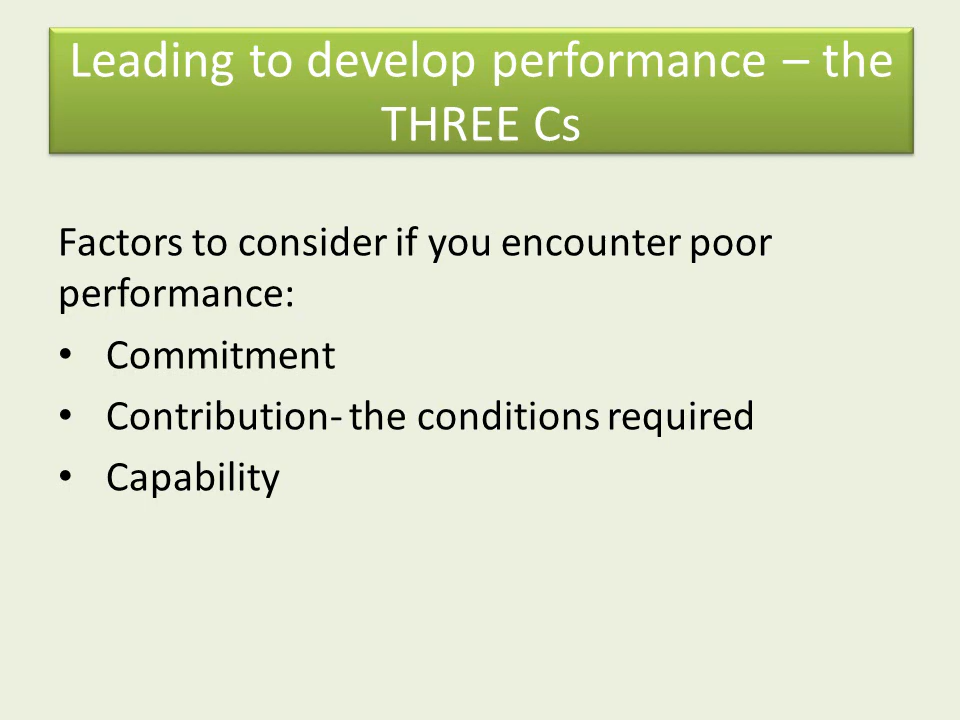 Leading to develop performance – the
THREE Cs
Factors to consider if you encounter poor
performance:
• Commitment
• Contribution- the conditions required
• Capability